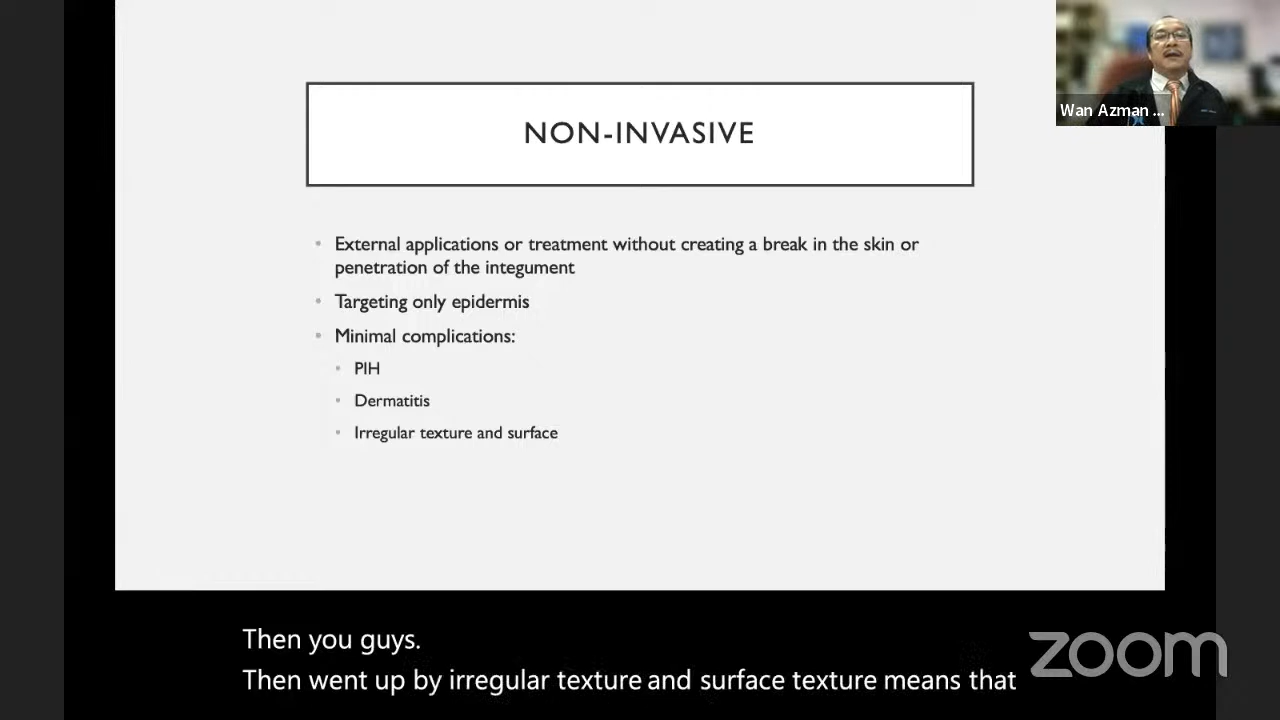 Wan Azman ...
NON-INVASIVE
• External applications or treatment without creating a break in the skin or
penetration of the integument
• Targeting only epidermis
• Minimal complications:
• PIH
• Dermatitis
• Irregular texture and surface
Then you guys.
Then went up by irregular texture and surface texture means that
zoom